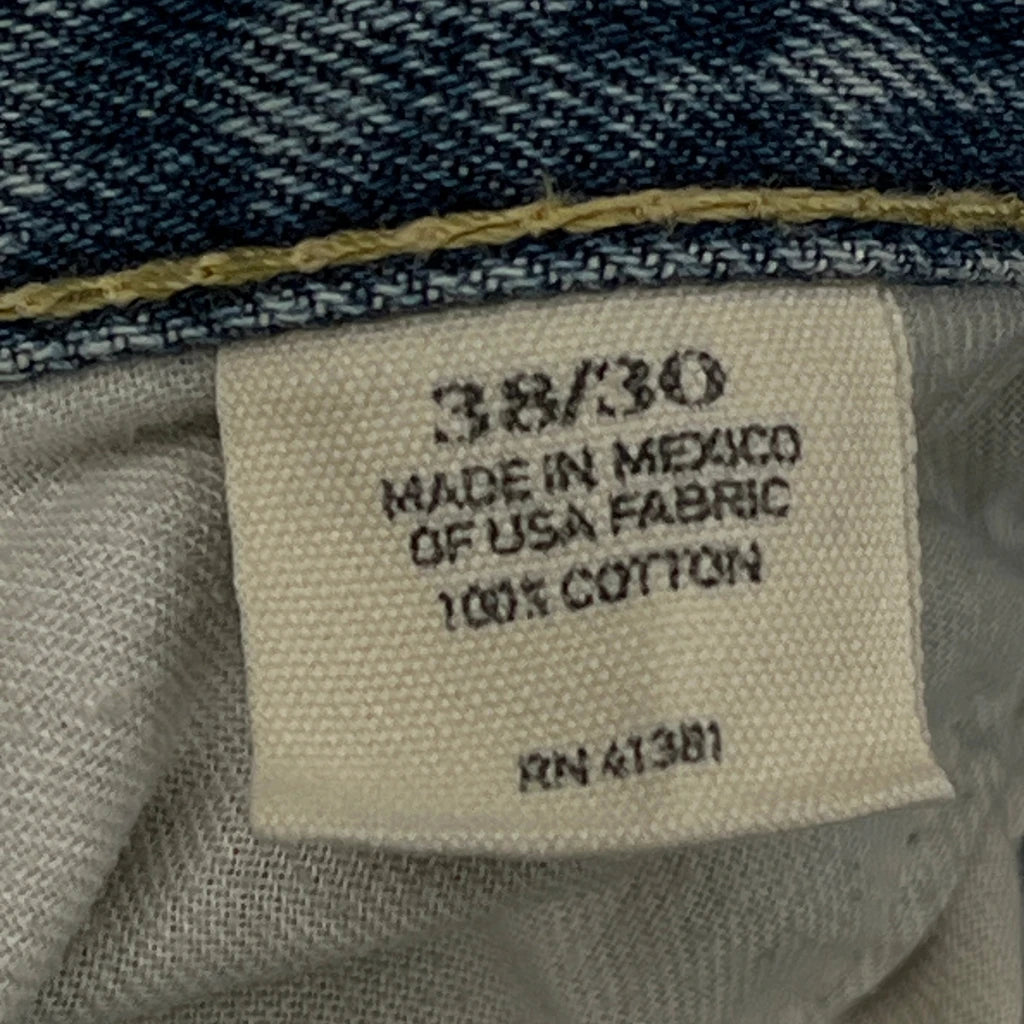 38/30
MADE IN MEXICO
OF USA FABRIC
100% COTTON
RN 41381